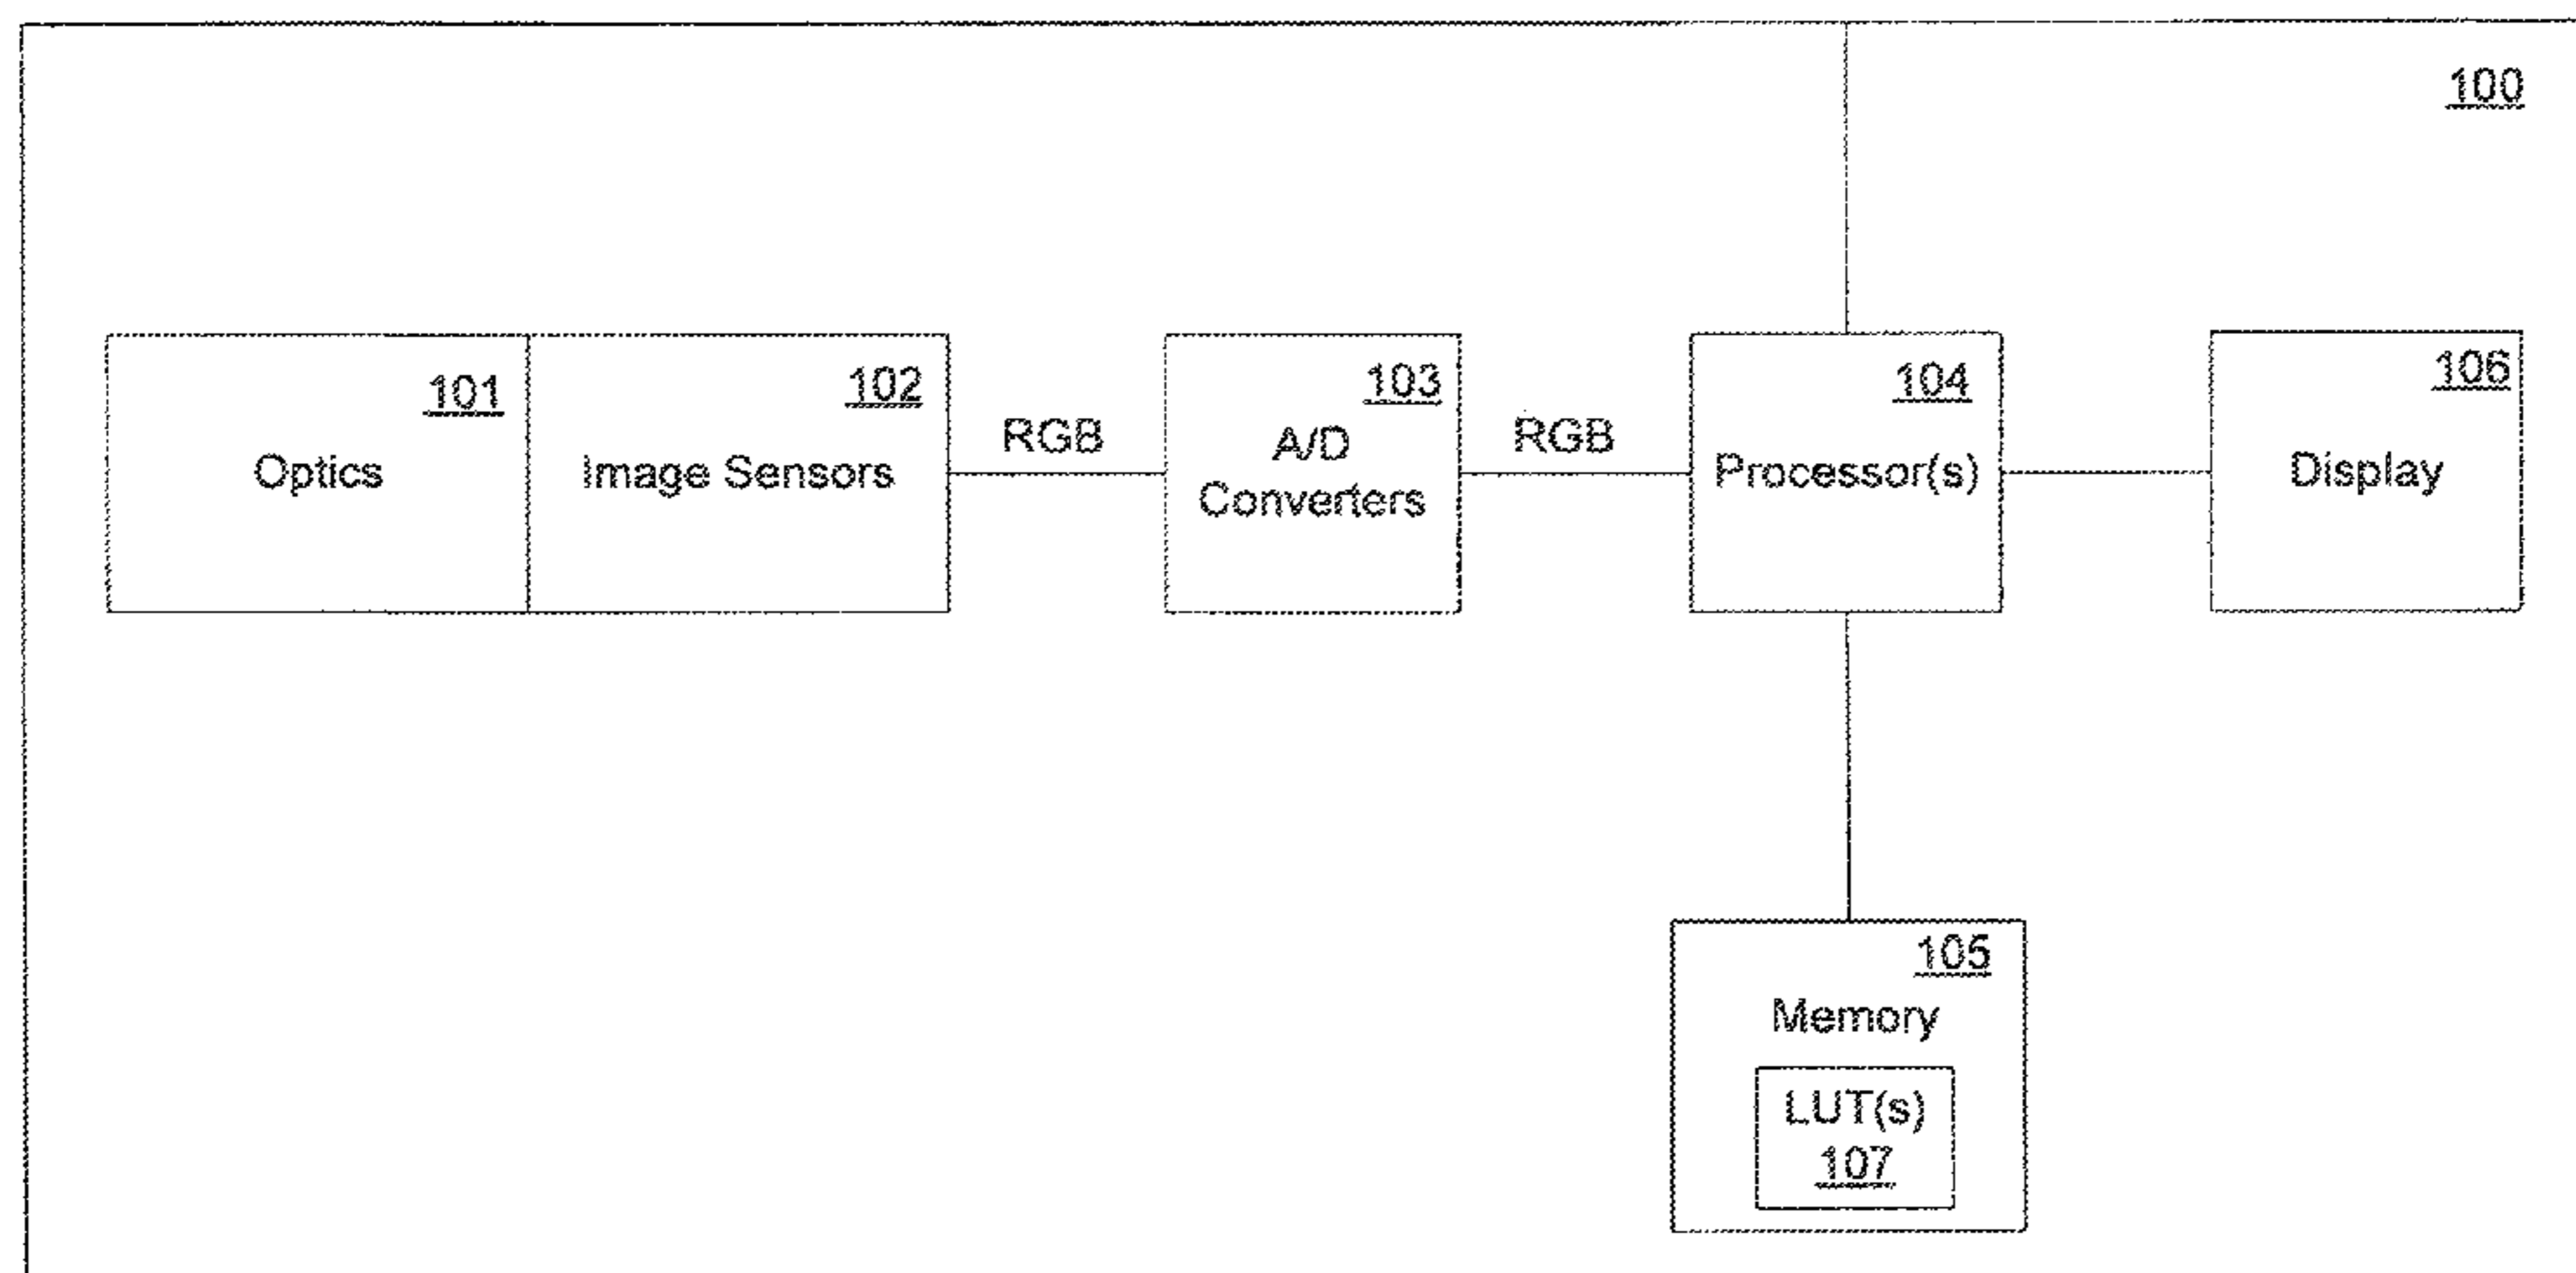 100
101
Optics
102
Image Sensors
RGB
103
A/D
Converters
RGB
104
Processor(s)
106
Display
105
Memory
LUT(s)
107